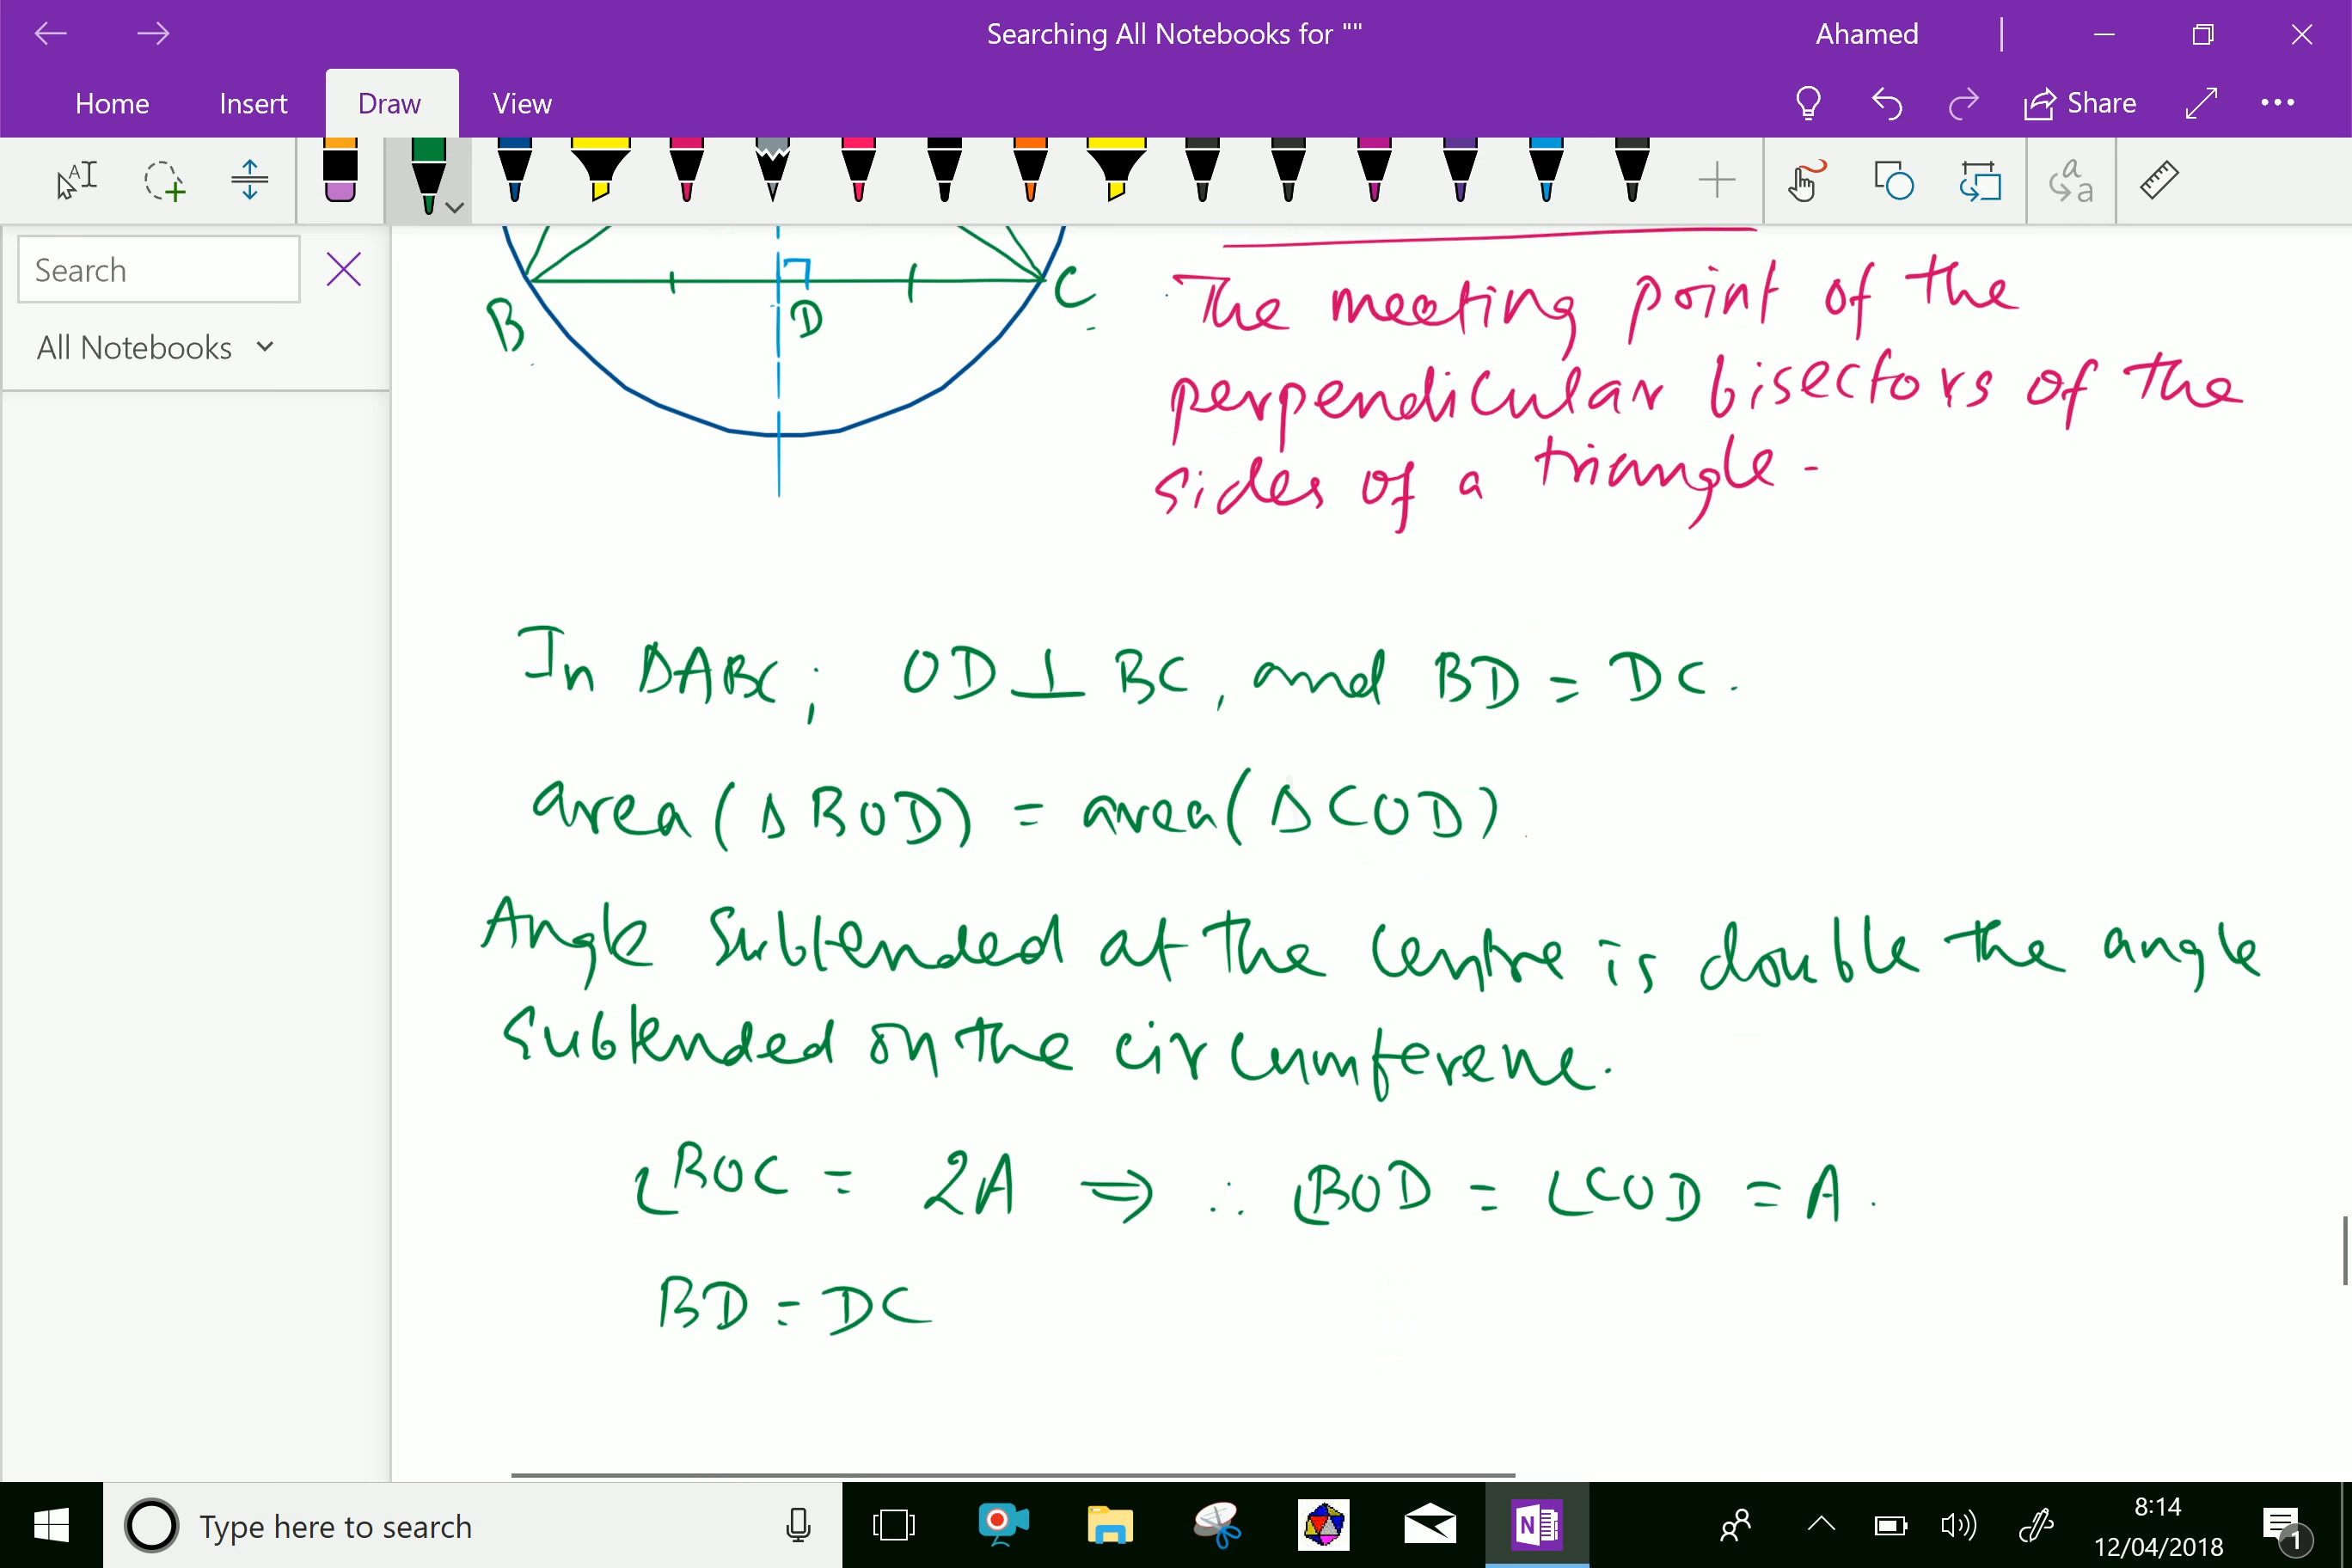 Searching All Notebooks for ""
Ahamed
Home Insert Draw View
Share
Search
All Notebooks
B D C
The meeting point of the
perpendicular bisectors of the
sides of a triangle -
In ΔABC; OD ⊥ BC, and BD = DC.
area (Δ BOD) = area (Δ COD)
Angle subtended at the centre is double the angle
subtended on the circumference.
∠BOC = 2A ⇒ ∴ ∠BOD = ∠COD = A.
BD = DC
Type here to search
8:14
12/04/2018
1